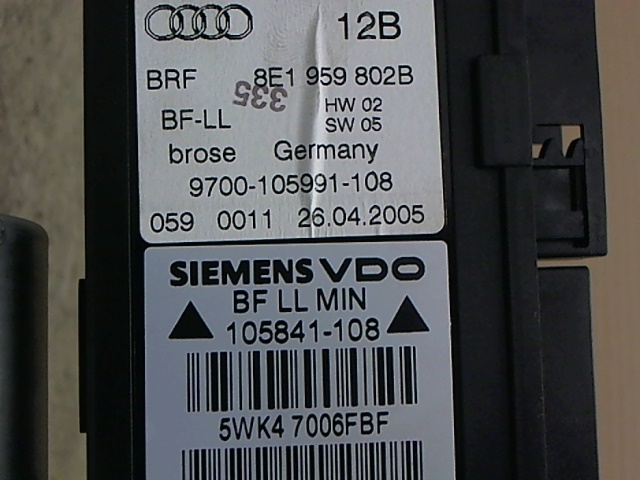 12B
BRF 8E1 959 802B
335
BF-LL HW 02
SW 05
brose Germany
9700-105991-108
059 0011 26.04.2005
SIEMENS VDO
BF LL MIN
105841-108
5WK4 7006FBF